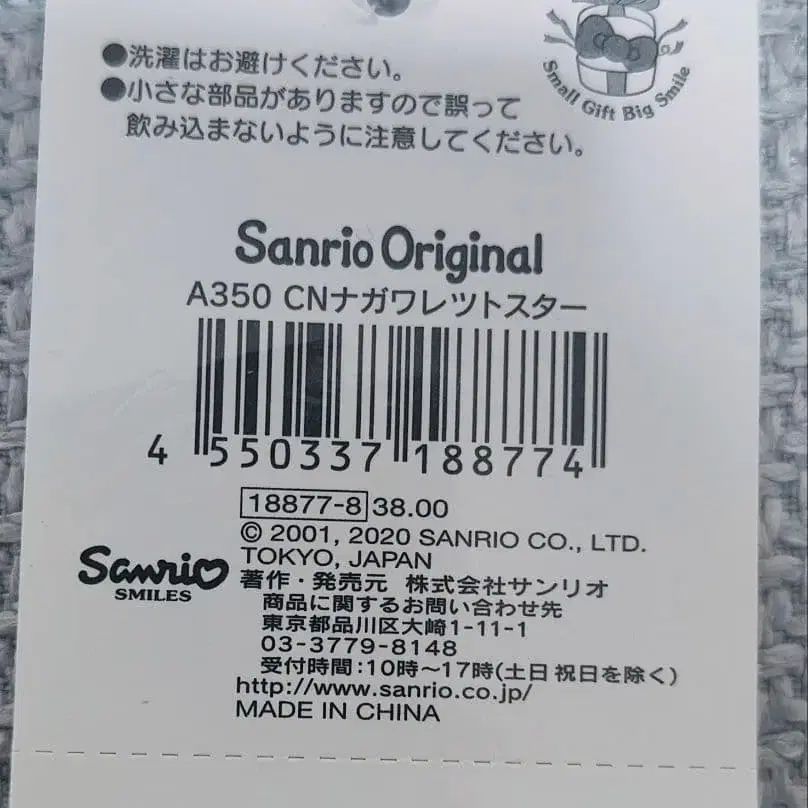 ●洗濯はお避けください。
●小さな部品がありますので誤って
飲み込まないように注意してください。
Small Gift Big Smile
Sanrio Original
A350 CNナガワレツトスター
4 550337 188774
18877-8 38.00
© 2001, 2020 SANRIO CO., LTD.
TOKYO, JAPAN
Sanrio
SMILES
著作・発売元 株式会社サンリオ
商品に関するお問い合わせ先
東京都品川区大崎1-11-1
03-3779-8148
受付時間:10時〜17時(土日祝日を除く)
http://www.sanrio.co.jp/
MADE IN CHINA